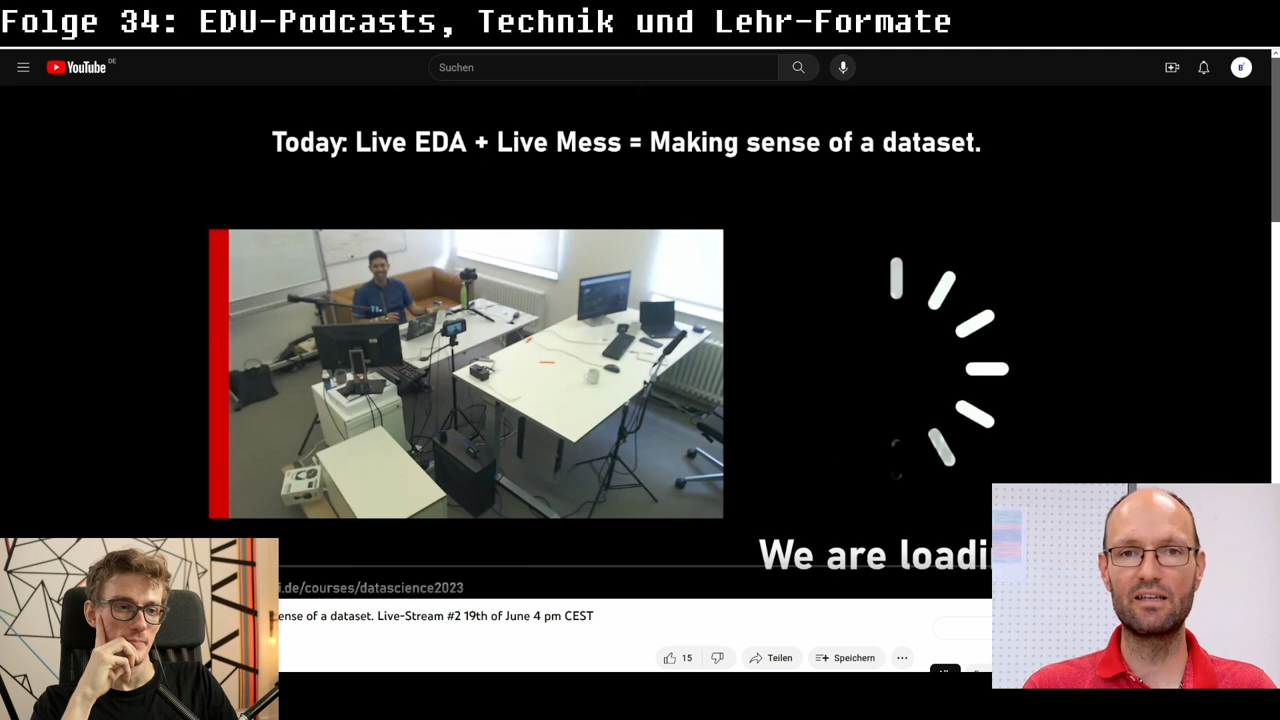 Folge 34: EDU-Podcasts, Technik und Lehr-Formate
YouTube DE
Suchen
Today: Live EDA + Live Mess = Making sense of a dataset.
We are loadi
i.de/courses/datascience2023
ense of a dataset. Live-Stream #2 19th of June 4 pm CEST
15 Teilen Speichern